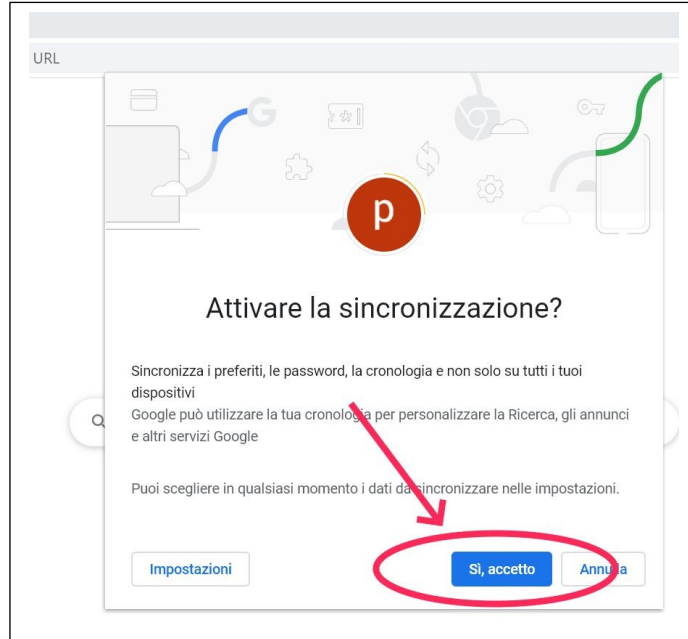 URL
p
Attivare la sincronizzazione?
Sincronizza i preferiti, le password, la cronologia e non solo su tutti i tuoi
dispositivi
Google può utilizzare la tua cronologia per personalizzare la Ricerca, gli annunci
e altri servizi Google
Puoi scegliere in qualsiasi momento i dati da sincronizzare nelle impostazioni.
Impostazioni Sì, accetto Annulla